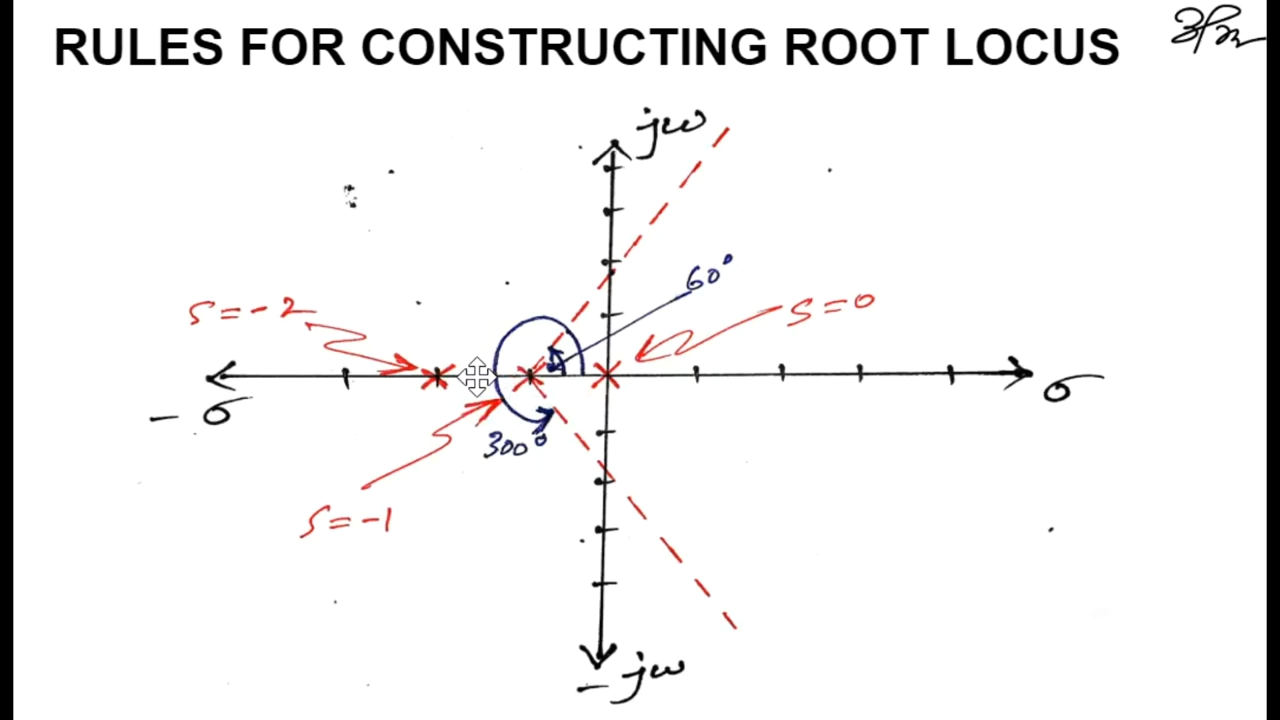 RULES FOR CONSTRUCTING ROOT LOCUS
jω
60°
S = -2
S = 0
- σ
σ
300°
S = -1
- jω